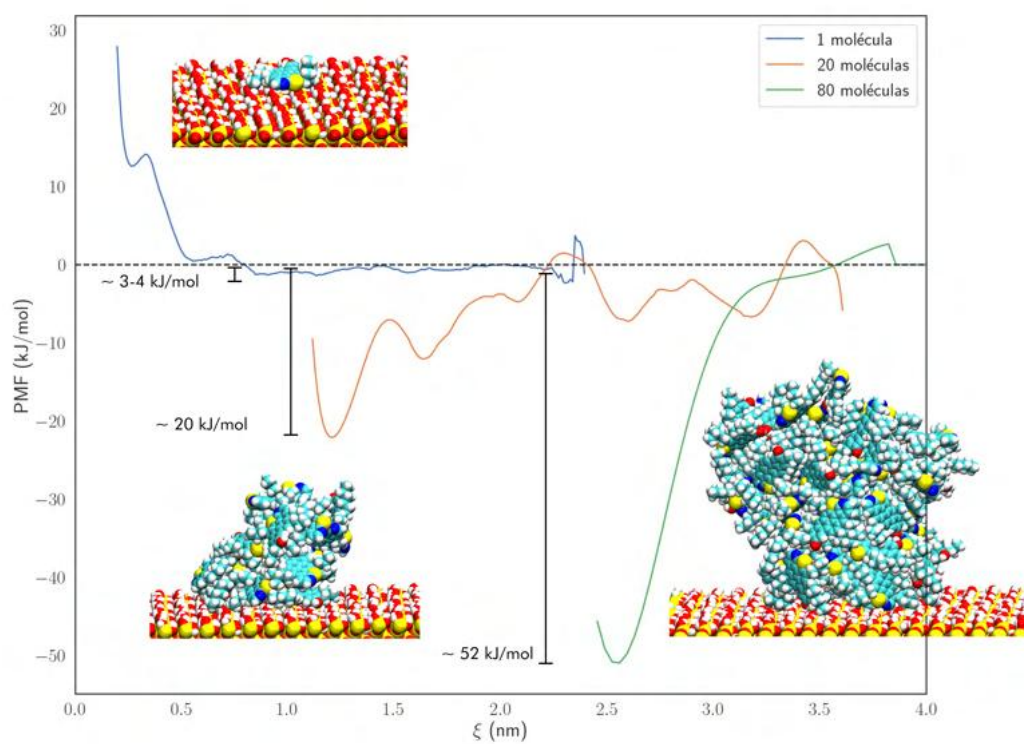 30
20
10
0
−10
−20
−30
−40
−50
PMF (kJ/mol)
1 molécula
20 moléculas
80 moléculas
~ 3-4 kJ/mol
~ 20 kJ/mol
~ 52 kJ/mol
0.0 0.5 1.0 1.5 2.0 2.5 3.0 3.5 4.0
ξ (nm)